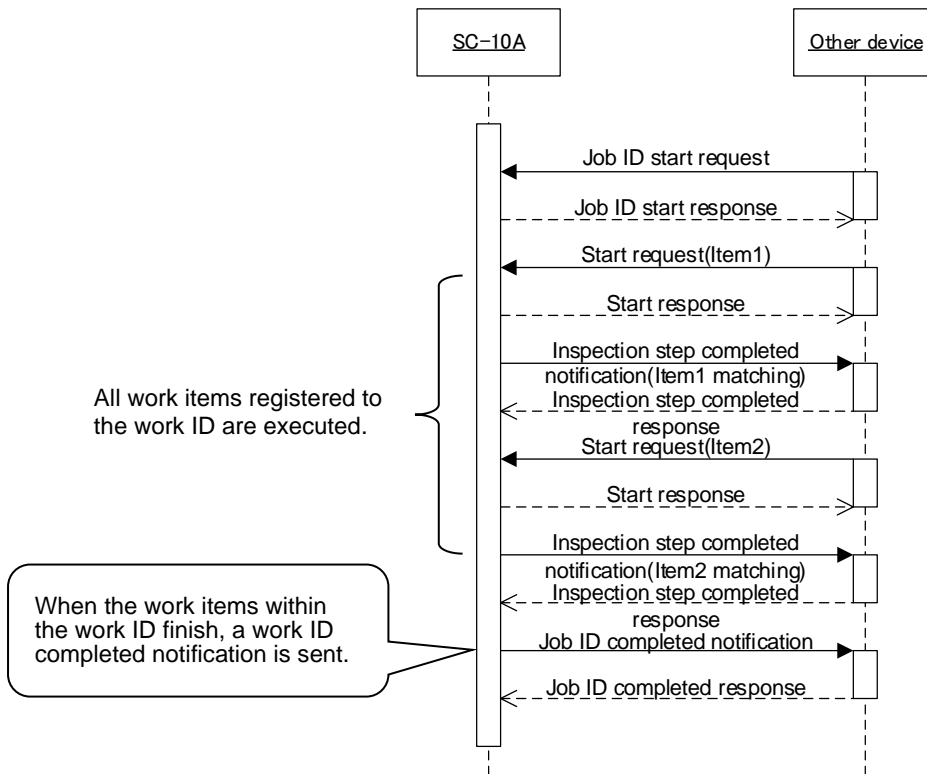 SC-10A
Other device
Job ID start request
Job ID start response
Start request(Item1)
Start response
Inspection step completed
notification(Item1 matching)
Inspection step completed
response
All work items registered to
the work ID are executed.
Start request(Item2)
Start response
Inspection step completed
notification(Item2 matching)
Inspection step completed
response
When the work items within
the work ID finish, a work ID
completed notification is sent.
Job ID completed notification
Job ID completed response